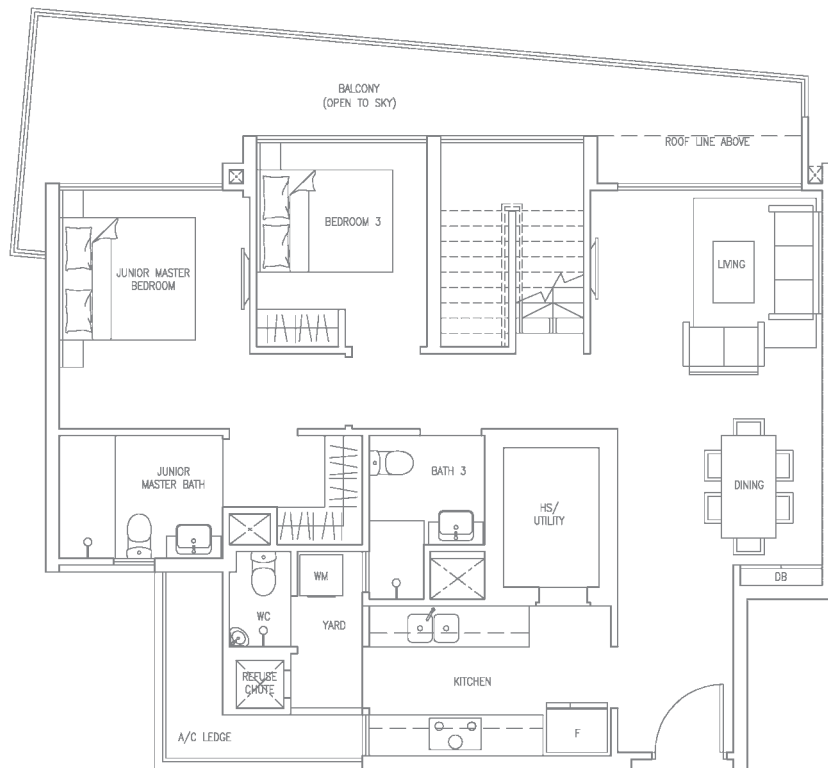 BALCONY
(OPEN TO SKY)
ROOF LINE ABOVE
BEDROOM 3
JUNIOR MASTER
BEDROOM
LIVING
JUNIOR
MASTER BATH
BATH 3
HS/
UTILITY
DINING
DB
WM
WC
YARD
REFUSE
CHUTE
KITCHEN
F
A/C LEDGE